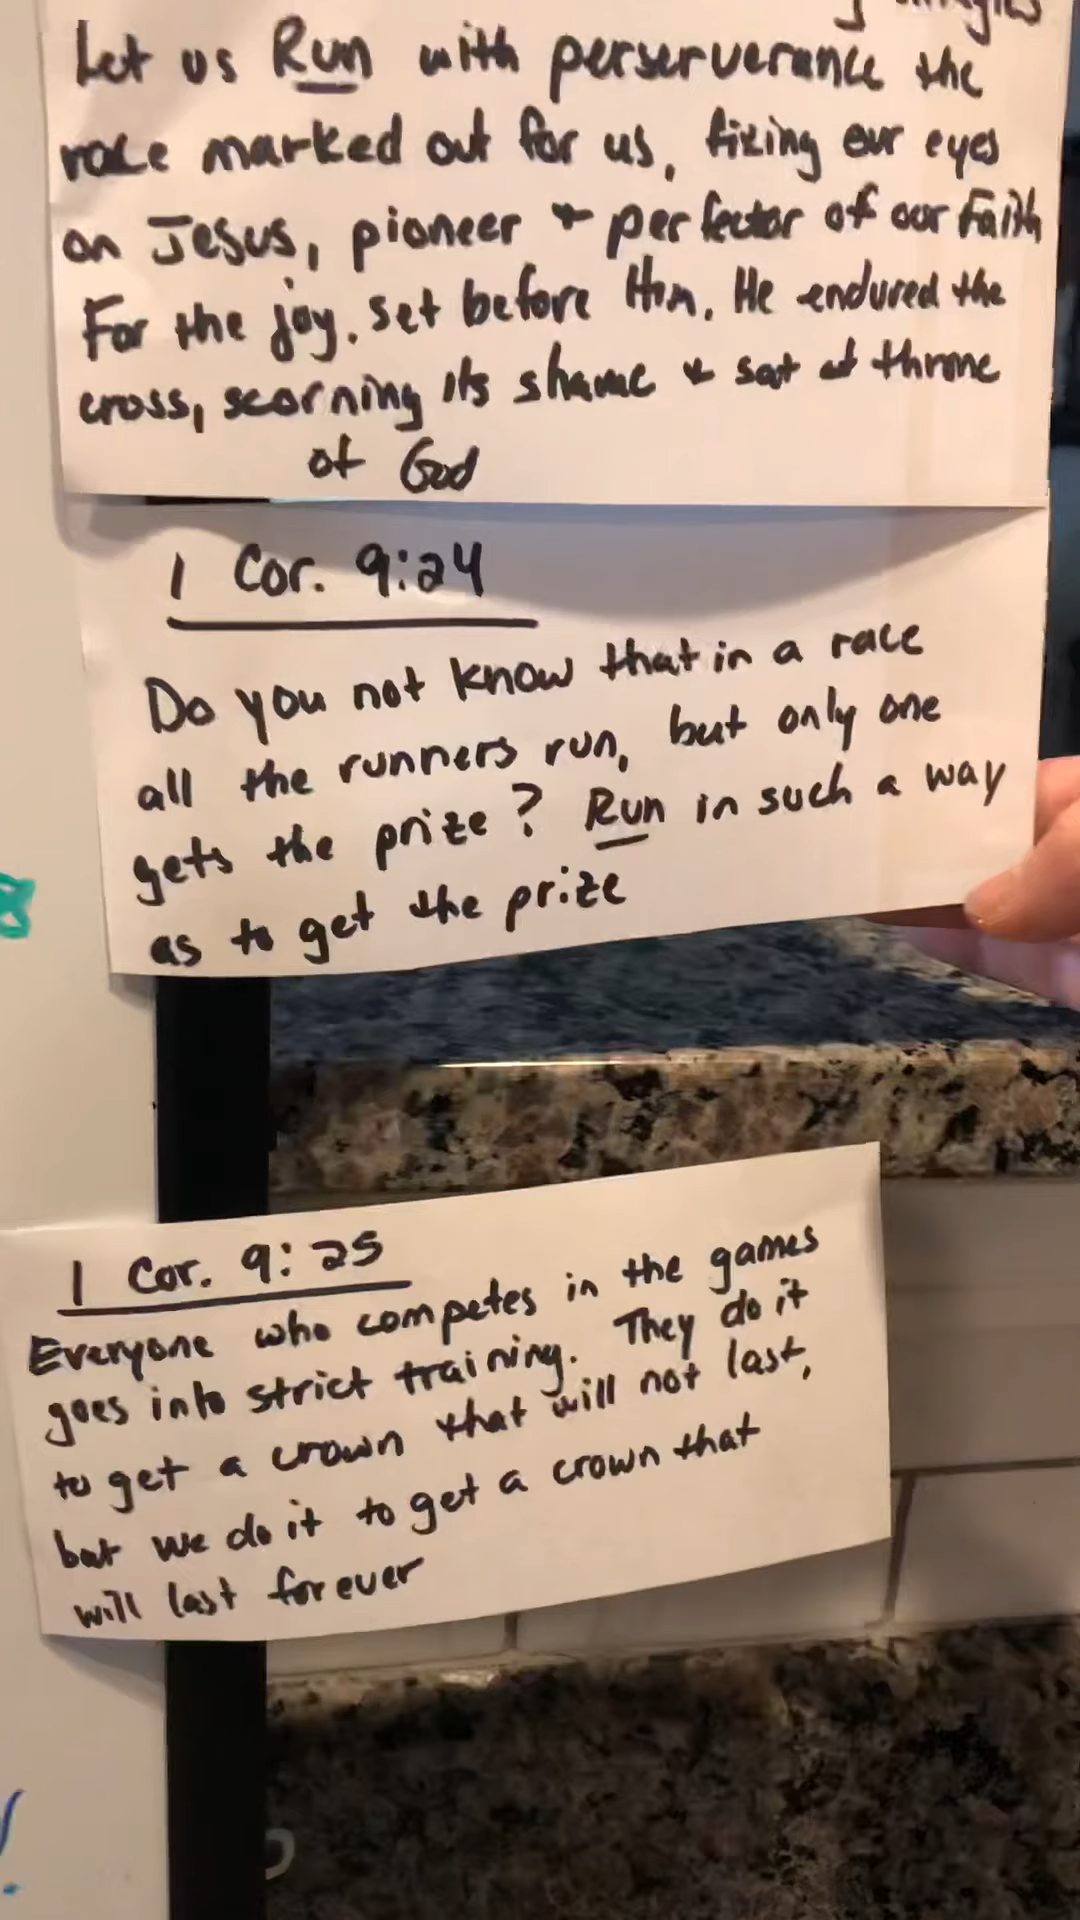 Let us Run with perserverance the
race marked out for us, fixing our eyes
on Jesus, pioneer + perfector of our Faith
For the joy. set before Him, He endured the
cross, scorning its shame + sat at throne
of God
1 Cor. 9:24
Do you not know that in a race
all the runners run, but only one
gets the prize? Run in such a way
as to get the prize
1 Cor. 9:25
Everyone who competes in the games
goes into strict training. They do it
to get a crown that will not last,
but we do it to get a crown that
will last forever